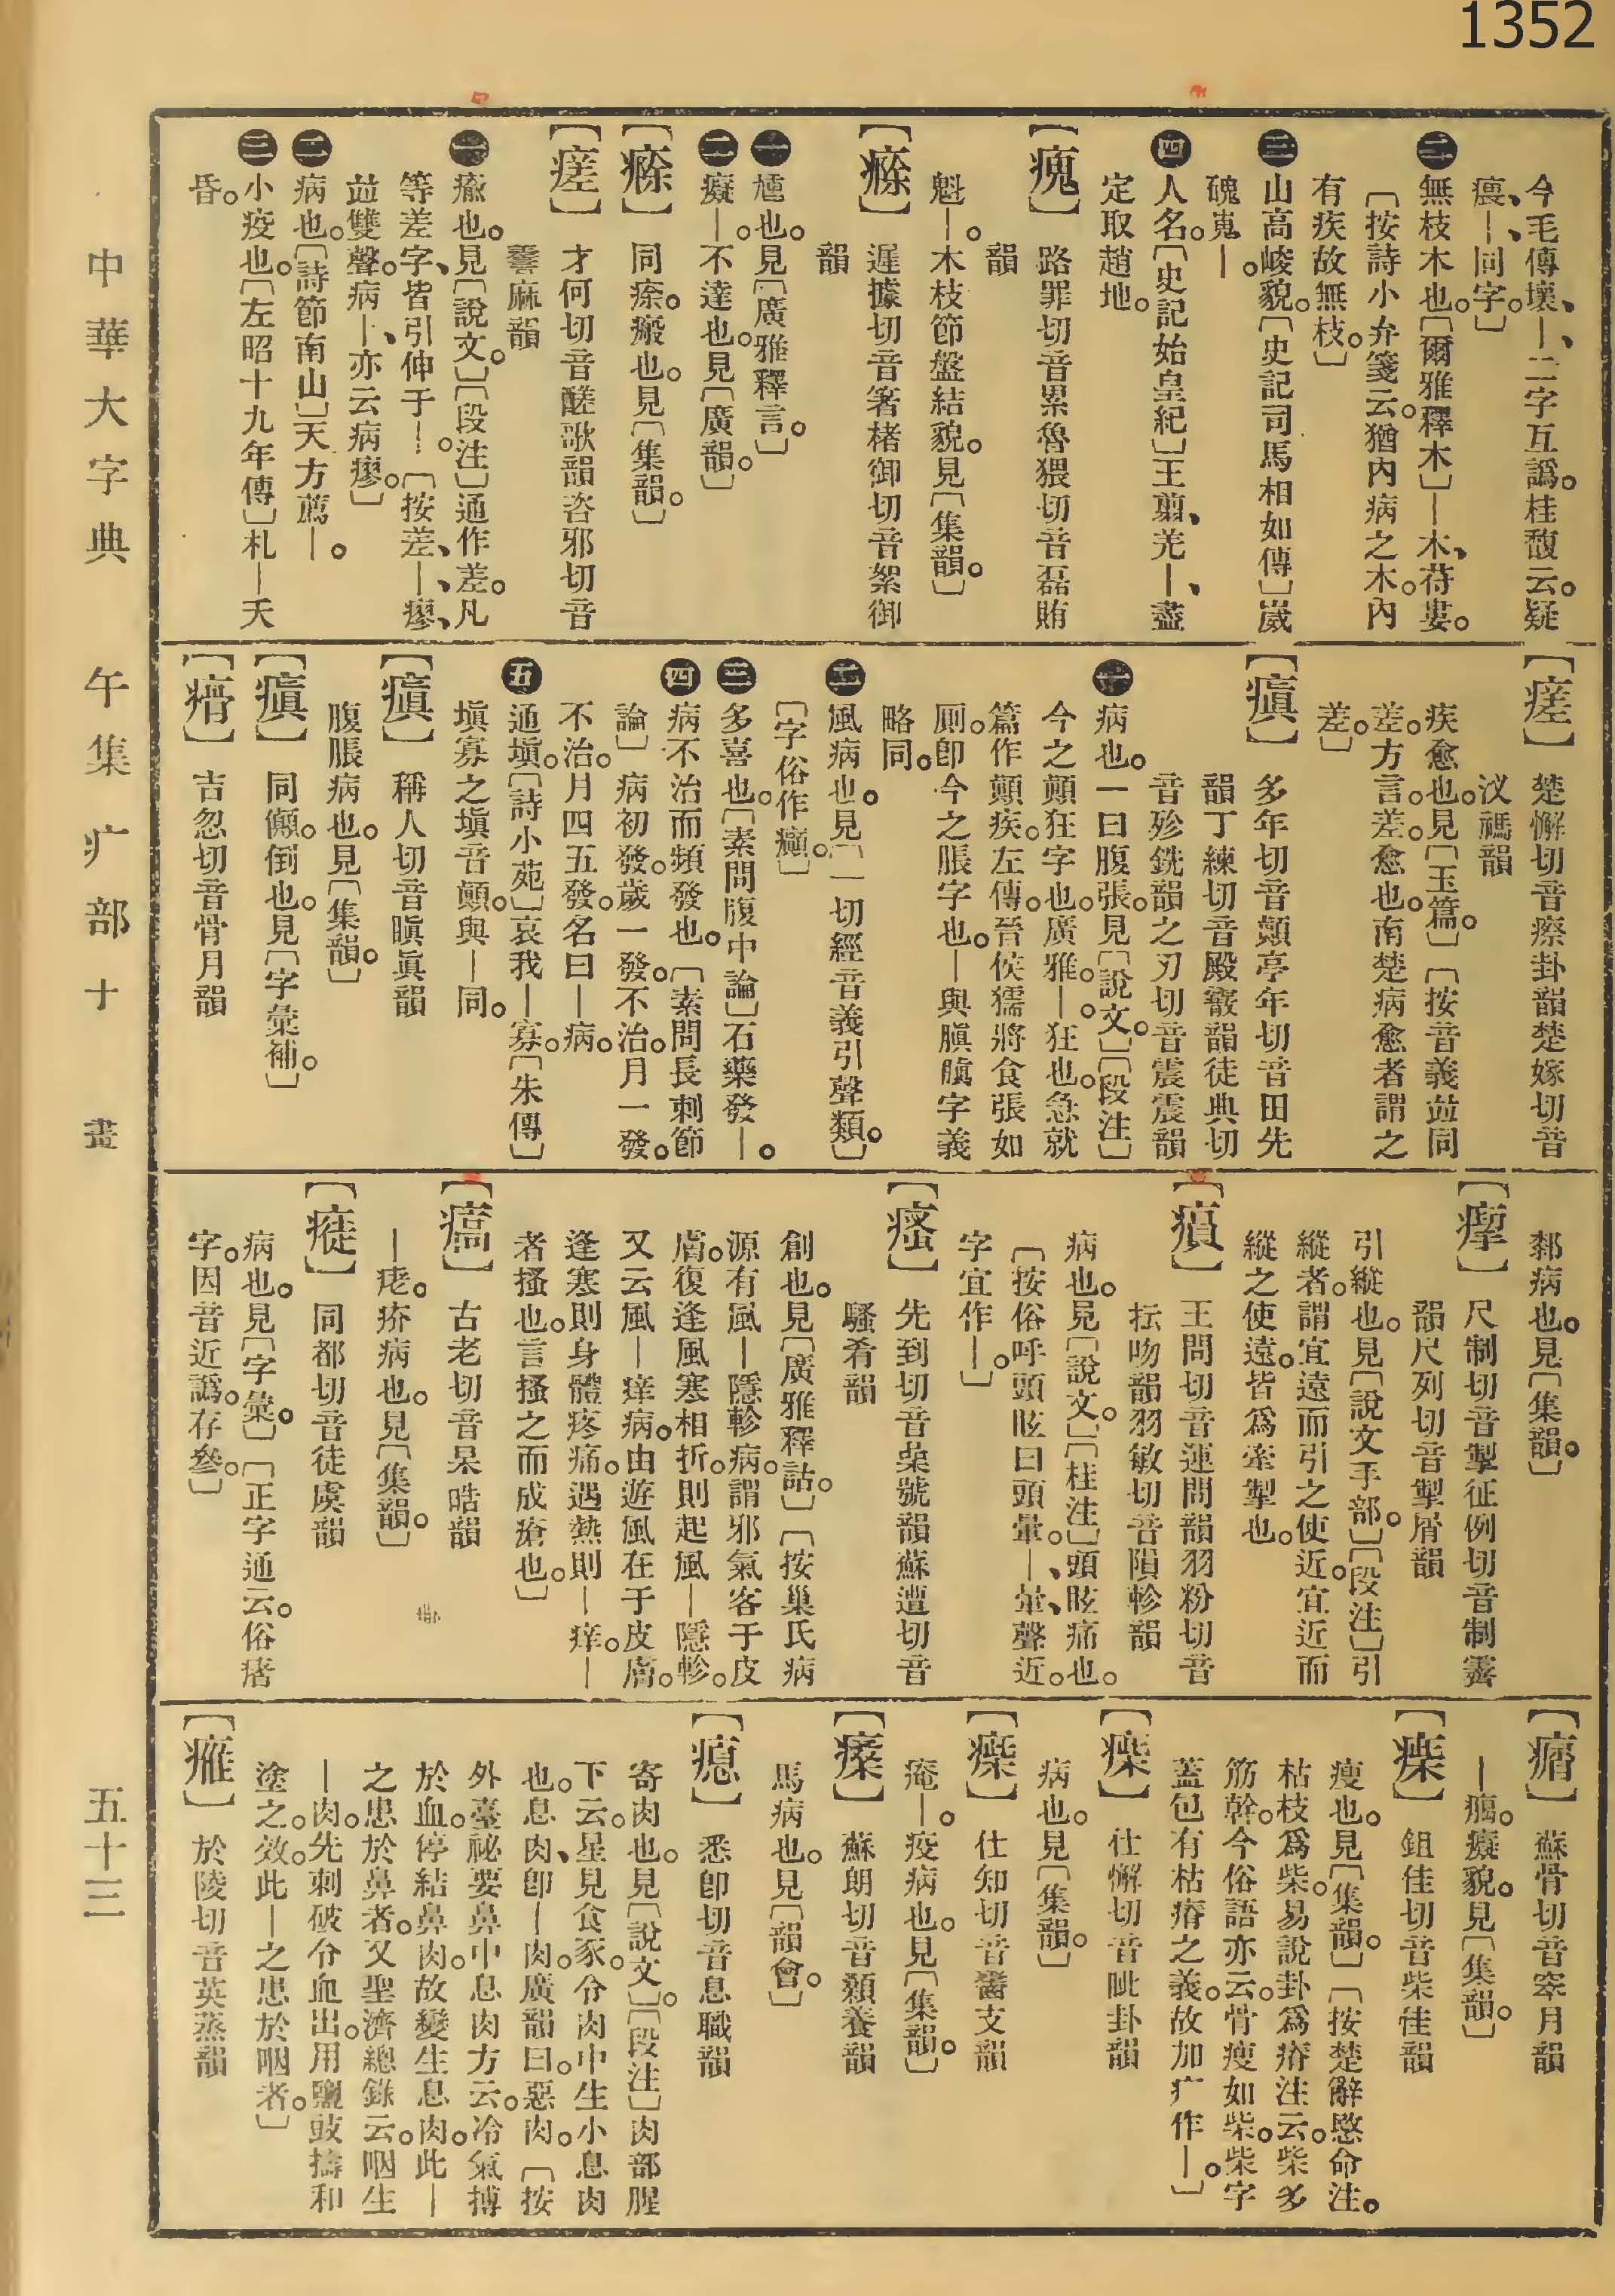 1352
今毛傳壞、｜、二字互譌。桂馥云。疑
瘣、｜、同字。〕
㊁無枝木也。〔爾雅釋木〕｜木、苻婁。
〔按詩小弁箋云。猶內病之木。內
有疾故無枝。〕
㊂山高峻貌。〔史記司馬相如傳〕崴
磈嵬｜。
㊃人名。〔史記始皇紀〕王翦、羌｜、盡
定取趙地。
【瘣】路罪切音累魯猥切音磊賄
韻
魁｜。木枝節盤結貌。見〔集韻。〕
【瘵】遲據切音箸楮御切音絮御
韻
㊀尰也。見〔廣雅釋言。〕
㊁癡｜。不達也。見〔廣韻。〕
【瘵】同瘀。瘢也。見〔集韻。〕
【瘥】才何切音醝歌韻咨邪切音
㊀瘉也。見〔說文。〕〔段注〕通作差。凡
等差字、皆引伸于｜。〔按差、｜、瘳、
竝雙聲。病｜、亦云病瘳。〕
㊁病也。〔詩節南山〕天方薦｜。
㊂小疫也。〔左昭十九年傳〕札｜夭
昏。
【瘥】楚懈切音瘵卦韻楚嫁切音
汊禡韻
疾愈也。見〔玉篇。〕〔按音義竝同
差。方言。差。愈也。南楚病愈者謂之
差。〕
【瘨】多年切音顚亭年切音田先
韻丁練切音殿霰韻徒典切
音殄銑韻之刃切音震震韻
㊀病也。一曰腹張。見〔說文。〕〔段注〕
今之顚狂字也。廣雅。｜。狂也。急就
篇作顚疾。左傳。晉侯獳將食張如
厠。卽今之脹字也。｜與瞋䐜字義
略同。
㊁風病也。見〔一切經音義引聲類。〕
〔字俗作癲。〕
㊂多喜也。〔素問腹中論〕石藥發｜。
㊃病不治而頻發也。〔素問長刺節
論〕病初發。歲一發。不治。月一發。
不治。月四五發。名曰｜病。
㊄通塡。〔詩小苑〕哀我｜寡。〔朱傳〕
塡寡之塡音顚。與｜同。
【瘨】稱人切音瞋眞韻
腹脹病也。見〔集韻。〕
【瘨】同儐。倒也。見〔字彙補。〕
【㾶】吉忽切音骨月韻
鄰病也。見〔集韻。〕
【瘛】尺制切音掣征例切音制霽
韻尺列切音掣屑韻
引縱也。見〔說文手部。〕〔段注〕引
縱者。謂宜遠而引之使近。宜近而
縱之使遠。皆爲牽掣也。
【㾵】王問切音運問韻羽粉切音
抎吻韻羽敏切音隕軫韻
病也。見〔說文。〕〔桂注〕頭眩痛也。
〔按俗呼頭眩曰頭暈。｜、暈、聲近。
字宜作｜。〕
【瘙】先到切音喿號韻蘇遭切音
騷肴韻
創也。見〔廣雅釋詁。〕〔按巢氏病
源有風｜隱軫病。謂邪氣客于皮
膚。復逢風寒相折。則起風｜隱軫。
又云風｜痒病。由遊風在于皮膚。
逢寒則身體疼痛。遇熱則｜痒。｜
者搔也。言搔之而成瘡也。〕
【㾸】古老切音杲皓韻
｜㾁。疥病也。見〔集韻。〕
【㾧】同都切音徒虞韻
病也。見〔字彙。〕〔正字通云。俗瘏
字。因音近譌。存參。〕
蘇骨切音窣月韻
｜㾽。癡貌。見〔集韻。〕
【㾹】鉏佳切音柴佳韻
瘦也。見〔集韻。〕〔按楚辭愍命注。
枯枝爲柴。易說卦爲瘠注云。柴多
筋幹。今俗語亦云。骨瘦如柴。柴字
蓋包有枯瘠之義。故加疒作｜。〕
【㾹】仕懈切音眦卦韻
病也。見〔集韻。〕
【㾹】仕知切音齹支韻
疫病也。見〔集韻。〕
【瘼】蘇朗切音顙養韻
馬病也。見〔韻會。〕
【瘜】悉卽切音息職韻
寄肉也。見〔說文。〕〔段注〕肉部腥
下云。星見食豕。令肉中生小息肉
也。息肉、卽｜肉。廣韻曰。惡肉。〔按
外臺祕要鼻中息肉方云。冷氣搏
於血。停結鼻肉。故變生息肉。此｜
之患於鼻者。又聖濟總錄云。咽生
｜肉。先刺破令血出。用鹽豉擣和
塗之。效。此｜之患於咽者。〕
【㾾】於陵切音英蒸韻
中華大字典　午集　疒部　十畫　五十三